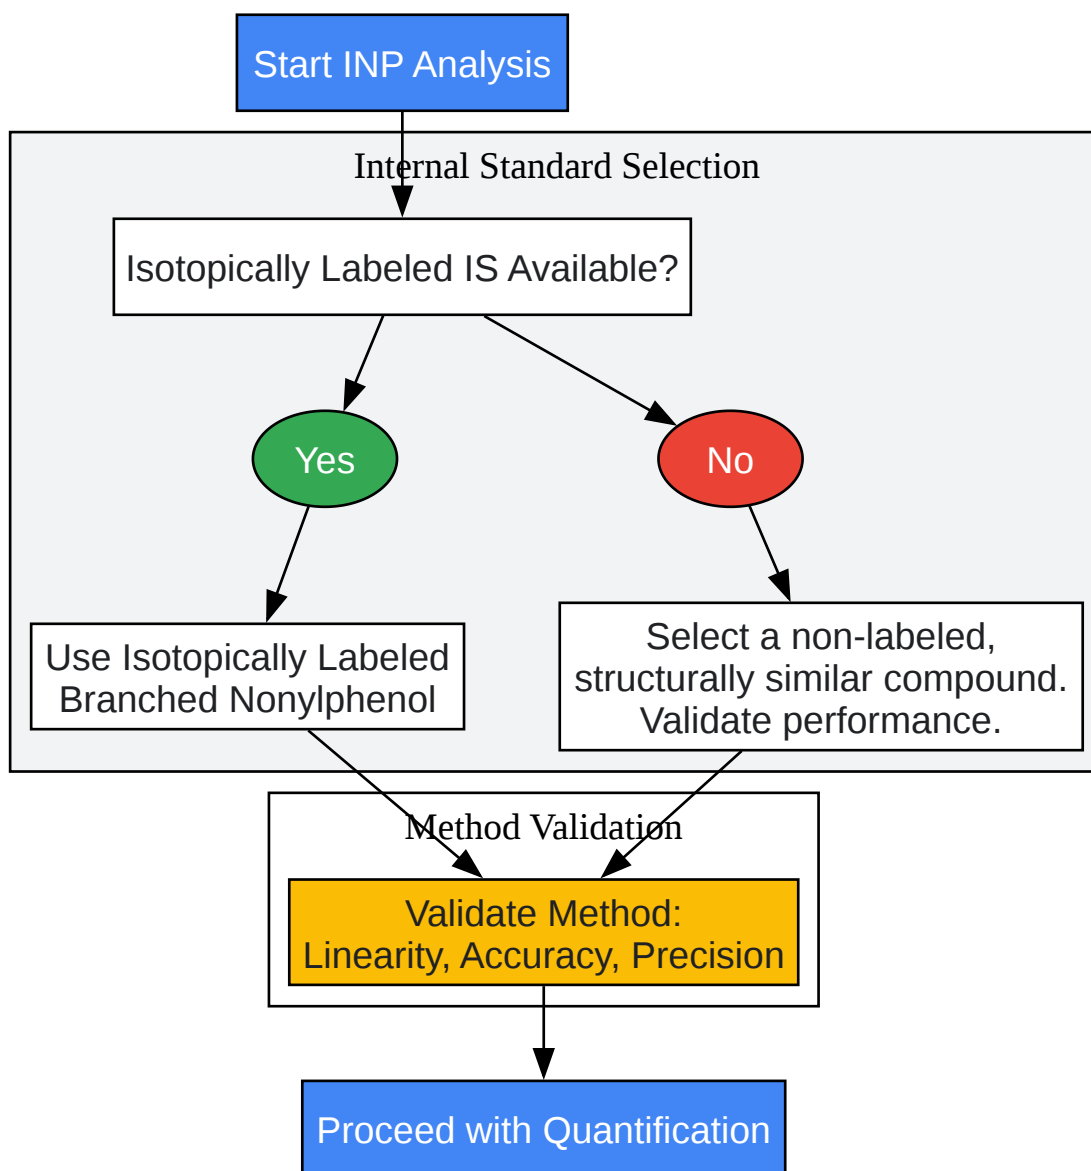 Start INP Analysis
Internal Standard Selection
Isotopically Labeled IS Available?
Yes
No
Use Isotopically Labeled
Branched Nonylphenol
Select a non-labeled,
structurally similar compound.
Validate performance.
Method Validation
Validate Method:
Linearity, Accuracy, Precision
Proceed with Quantification